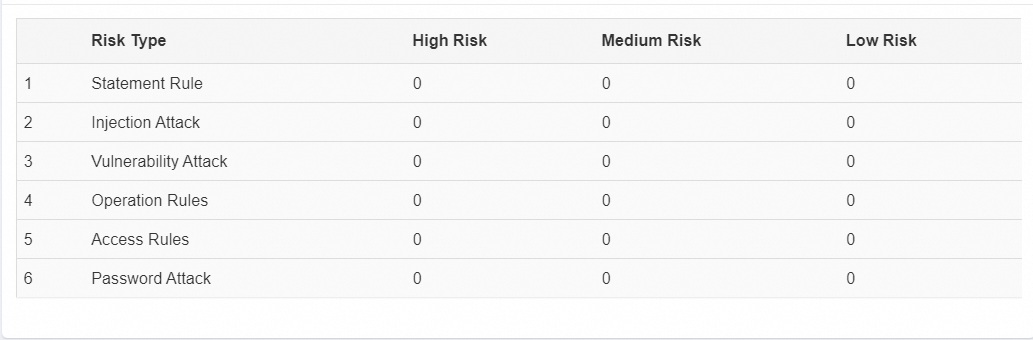 Risk Type High Risk Medium Risk Low Risk
1 Statement Rule 0 0 0
2 Injection Attack 0 0 0
3 Vulnerability Attack 0 0 0
4 Operation Rules 0 0 0
5 Access Rules 0 0 0
6 Password Attack 0 0 0